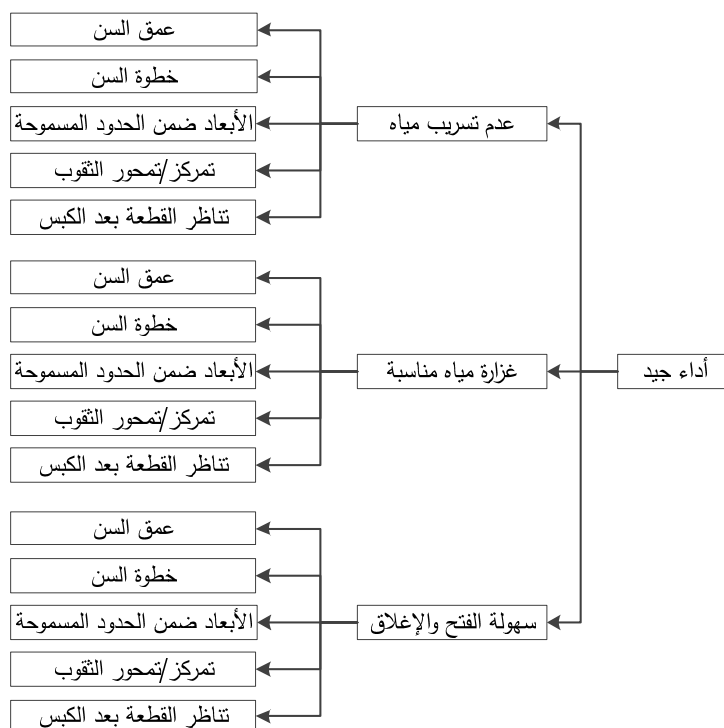 أداء جيد
عدم تسريب مياه
عمق السن
خطوة السن
الأبعاد ضمن الحدود المسموحة
تمركز/تمحور الثقوب
تناظر القطعة بعد الكبس
غزارة مياه مناسبة
عمق السن
خطوة السن
الأبعاد ضمن الحدود المسموحة
تمركز/تمحور الثقوب
تناظر القطعة بعد الكبس
سهولة الفتح والإغلاق
عمق السن
خطوة السن
الأبعاد ضمن الحدود المسموحة
تمركز/تمحور الثقوب
تناظر القطعة بعد الكبس